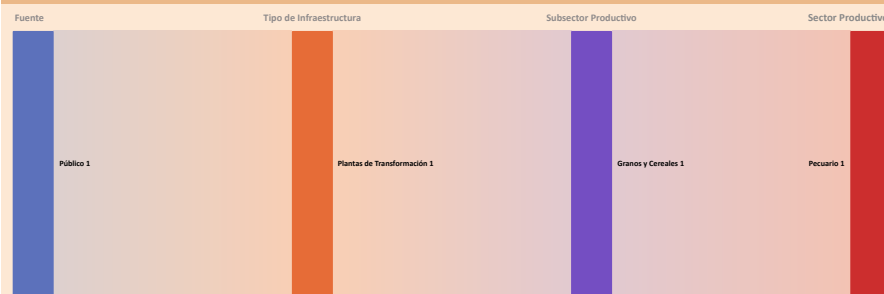 Fuente
Tipo de Infraestructura
Subsector Productivo
Sector Productivo
Público 1
Plantas de Transformación 1
Granos y Cereales 1
Pecuario 1